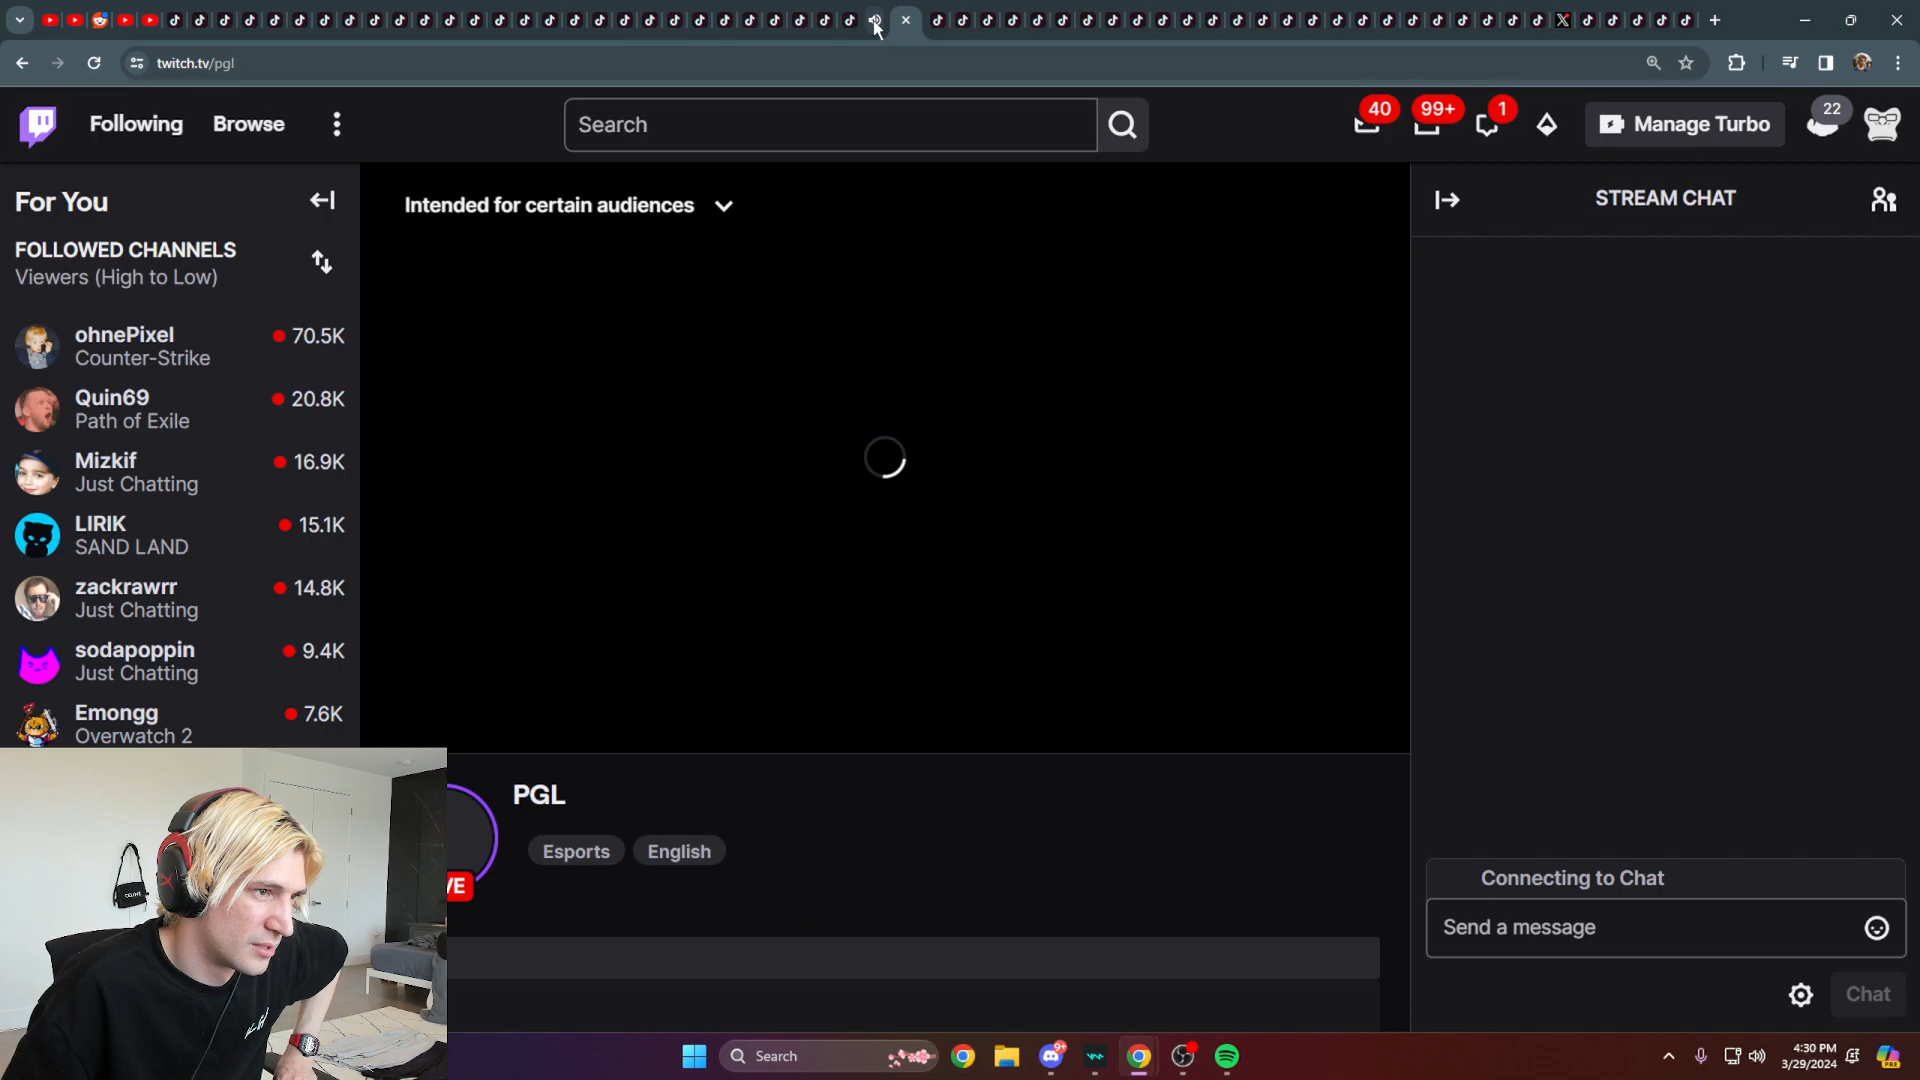 twitch.tv/pgl
Following
Browse
Search
40
99+
1
Manage Turbo
22
For You
Intended for certain audiences
STREAM CHAT
FOLLOWED CHANNELS
Viewers (High to Low)
ohnePixel
70.5K
Counter-Strike
Quin69
20.8K
Path of Exile
Mizkif
16.9K
Just Chatting
LIRIK
15.1K
SAND LAND
zackrawrr
14.8K
Just Chatting
sodapoppin
9.4K
Just Chatting
Emongg
7.6K
Overwatch 2
PGL
Esports
English
VE
Connecting to Chat
Send a message
Chat
CELINE
Search
9+
4:30 PM
3/29/2024
PRE